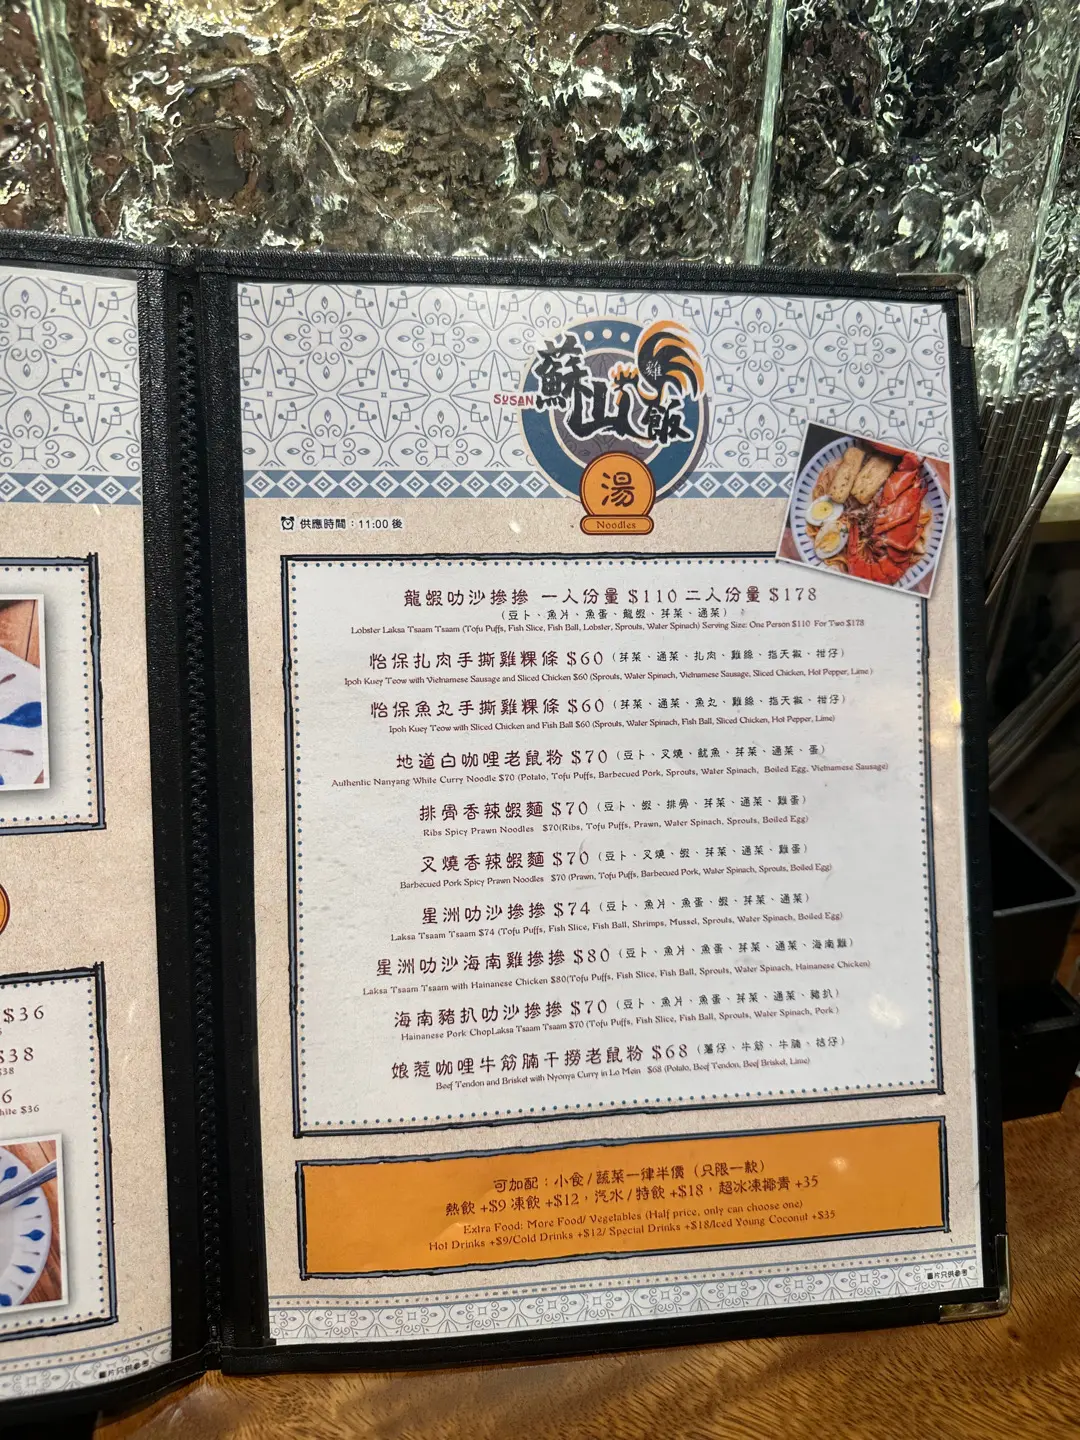 SUSAN
蘇山雞飯
湯
Noodles
供應時間：11:00 後
龍蝦叻沙摻摻 一人份量 $110 二人份量 $178
（豆卜、魚片、魚蛋、龍蝦、芽菜、通菜）
Lobster Laksa Tsaam Tsaam (Tofu Puffs, Fish Slice, Fish Ball, Lobster, Sprouts, Water Spinach) Serving Size: One Person $110 For Two $178
怡保扎肉手撕雞粿條 $60（芽菜、通菜、扎肉、雞絲、指天椒、柑仔）
Ipoh Kuey Teow with Vietnamese Sausage and Sliced Chicken $60 (Sprouts, Water Spinach, Vietnamese Sausage, Sliced Chicken, Hot Pepper, Lime)
怡保魚丸手撕雞粿條 $60（芽菜、通菜、魚丸、雞絲、指天椒、柑仔）
Ipoh Kuey Teow with Sliced Chicken and Fish Ball $60 (Sprouts, Water Spinach, Fish Ball, Sliced Chicken, Hot Pepper, Lime)
地道白咖哩老鼠粉 $70（豆卜、叉燒、魷魚、芽菜、通菜、蛋）
Authentic Nanyang White Curry Noodle $70 (Potato, Tofu Puffs, Barbecued Pork, Sprouts, Water Spinach, Boiled Egg, Vietnamese Sausage)
排骨香辣蝦麵 $70（豆卜、蝦、排骨、芽菜、通菜、雞蛋）
Ribs Spicy Prawn Noodles $70(Ribs, Tofu Puffs, Prawn, Water Spinach, Sprouts, Boiled Egg)
叉燒香辣蝦麵 $70（豆卜、叉燒、蝦、芽菜、通菜、雞蛋）
Barbecued Pork Spicy Prawn Noodles $70 (Prawn, Tofu Puffs, Barbecued Pork, Water Spinach, Sprouts, Boiled Egg)
星洲叻沙摻摻 $74（豆卜、魚片、魚蛋、蝦、芽菜、通菜）
Laksa Tsaam Tsaam $74 (Tofu Puffs, Fish Slice, Fish Ball, Shrimps, Mussel, Sprouts, Water Spinach, Boiled Egg)
星洲叻沙海南雞摻摻 $80（豆卜、魚片、魚蛋、芽菜、通菜、海南雞）
Laksa Tsaam Tsaam with Hainanese Chicken $80(Tofu Puffs, Fish Slice, Fish Ball, Sprouts, Water Spinach, Hainanese Chicken)
海南豬扒叻沙摻摻 $70（豆卜、魚片、魚蛋、芽菜、通菜、豬扒）
Hainanese Pork ChopLaksa Tsaam Tsaam $70 (Tofu Puffs, Fish Slice, Fish Ball, Sprouts, Water Spinach, Pork)
娘惹咖哩牛筋腩干撈老鼠粉 $68（薯仔、牛筋、牛腩、桔仔）
Beef Tendon and Brisket with Nyonya Curry in Lo Mein $68 (Potato, Beef Tendon, Beef Brisket, Lime)
可加配：小食/蔬菜一律半價（只限一款）
熱飲 +$9 凍飲 +$12，汽水/特飲 +$18，超冰凍椰青 +35
Extra Food: More Food/ Vegetables (Half price, only can choose one)
Hot Drinks +$9/Cold Drinks +$12/ Special Drinks +$18/Iced Young Coconut +$35
圖片只供參考
$36
$38
$38
6
hite $36
圖片只供參考